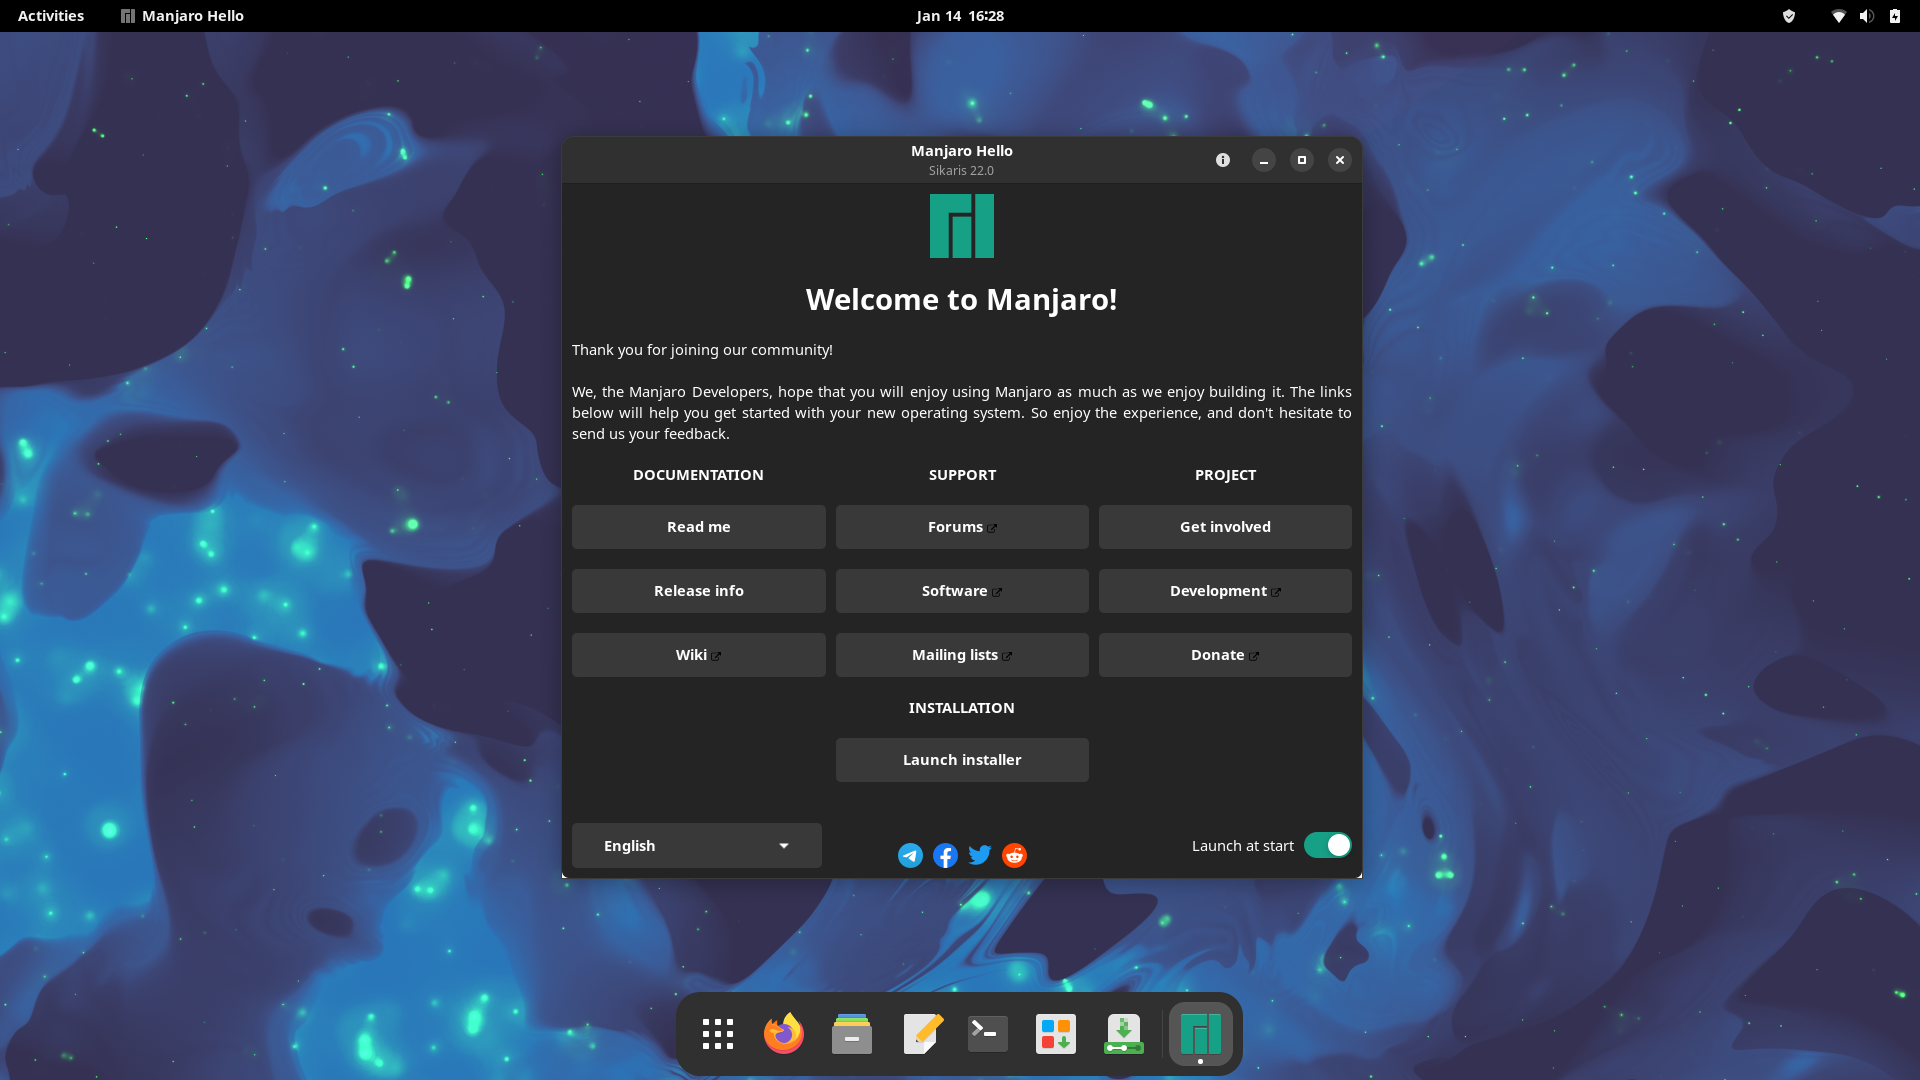 Activities
Manjaro Hello
Jan 14 16:28
Manjaro Hello
Sikaris 22.0
Welcome to Manjaro!
Thank you for joining our community!
We, the Manjaro Developers, hope that you will enjoy using Manjaro as much as we enjoy building it. The links
below will help you get started with your new operating system. So enjoy the experience, and don't hesitate to
send us your feedback.
DOCUMENTATION
SUPPORT
PROJECT
Read me
Forums
Get involved
Release info
Software
Development
Wiki
Mailing lists
Donate
INSTALLATION
Launch installer
English
Launch at start